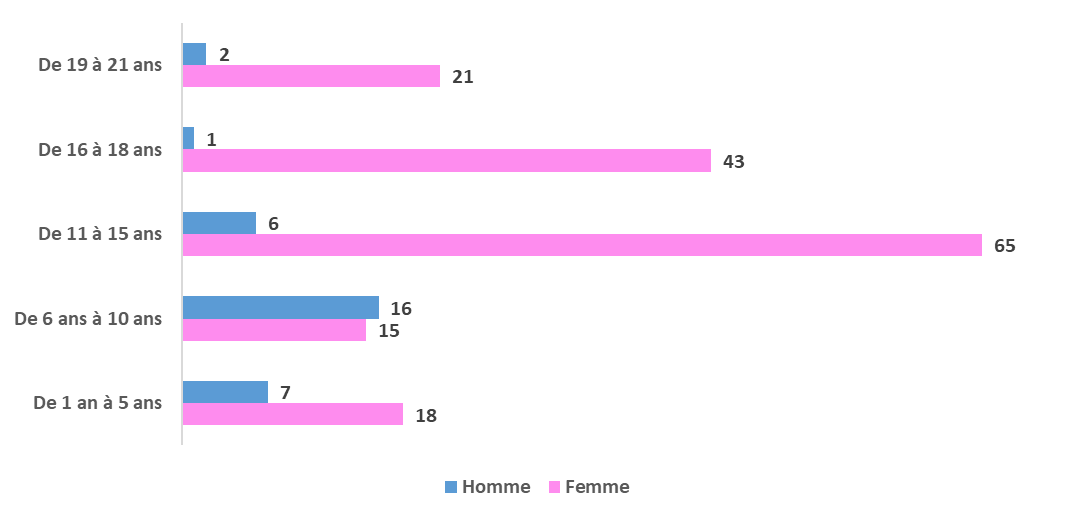 De 19 à 21 ans
2
21
De 16 à 18 ans
1
43
De 11 à 15 ans
6
65
De 6 ans à 10 ans
16
15
De 1 an à 5 ans
7
18
Homme Femme